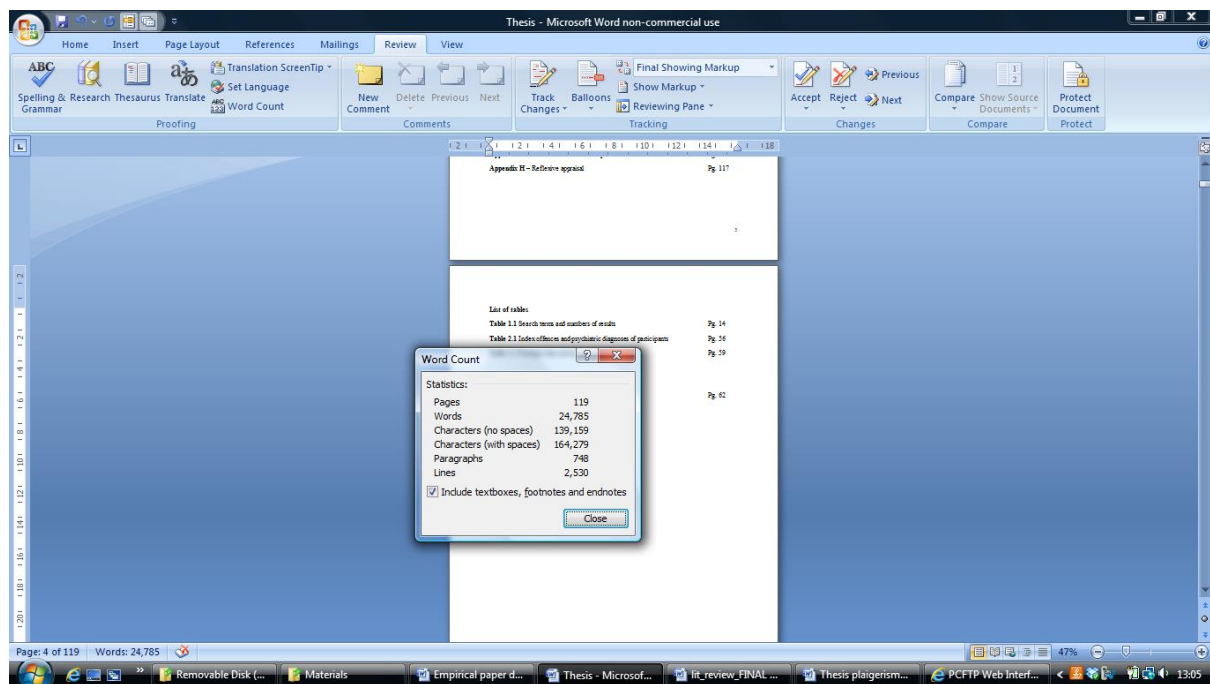 Thesis - Microsoft Word non-commercial use
Home Insert Page Layout References Mailings Review View
ABC
Spelling & Grammar
Research
Thesaurus
Translate
Translation ScreenTip
Set Language
Word Count
Proofing
New Comment
Delete
Previous
Next
Comments
Track Changes
Balloons
Final Showing Markup
Show Markup
Reviewing Pane
Tracking
Accept
Reject
Previous
Next
Changes
Compare
Show Source Documents
Compare
Protect Document
Protect
Appendix H – Reflexive appraisal Pg. 117
List of tables
Table 1.1 Search terms and numbers of results Pg. 14
Table 2.1 Index offences and psychiatric diagnoses of participants Pg. 56
Pg. 59
Pg. 62
Word Count
Statistics:
Pages 119
Words 24,785
Characters (no spaces) 139,159
Characters (with spaces) 164,279
Paragraphs 748
Lines 2,530
Include textboxes, footnotes and endnotes
Close
Page: 4 of 119 Words: 24,785 47%
Removable Disk (... Materials Empirical paper d... Thesis - Microsof... lit_review_FINAL ... Thesis plaigerism... PCFTP Web Interf... 13:05